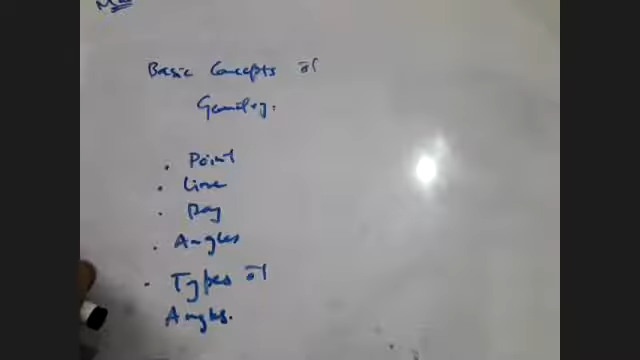 Basic Concepts of
Geometry.
. Point
. Line
. Ray
. Angles
. Types of
Angles.